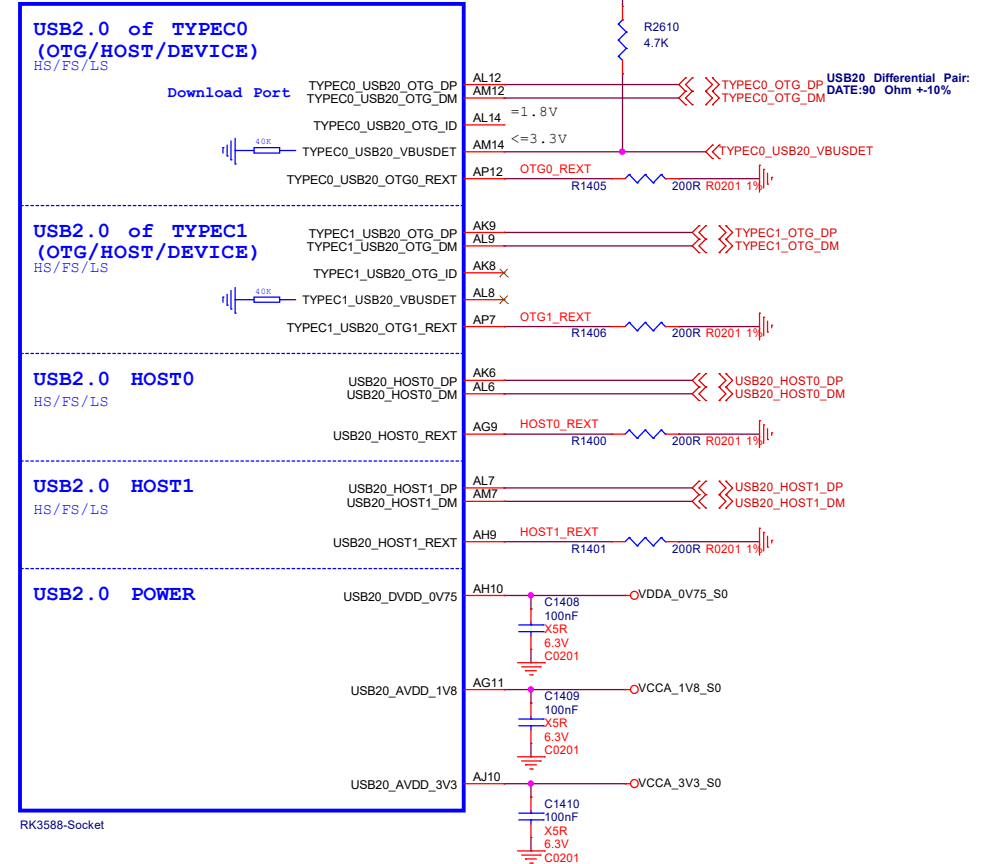 USB2.0 of TYPEC0
(OTG/HOST/DEVICE)
HS/FS/LS
Download Port
R2610
4.7K
TYPEC0_USB20_OTG_DP AL12 TYPEC0_OTG_DP
TYPEC0_USB20_OTG_DM AM12 TYPEC0_OTG_DM
USB20 Differential Pair:
DATE:90 Ohm +-10%
TYPEC0_USB20_OTG_ID AL14 =1.8V
40K TYPEC0_USB20_VBUSDET AM14 <=3.3V TYPEC0_USB20_VBUSDET
TYPEC0_USB20_OTG0_REXT AP12 OTG0_REXT
R1405 200R R0201 1%
USB2.0 of TYPEC1
(OTG/HOST/DEVICE)
HS/FS/LS
TYPEC1_USB20_OTG_DP AK9 TYPEC1_OTG_DP
TYPEC1_USB20_OTG_DM AL9 TYPEC1_OTG_DM
TYPEC1_USB20_OTG_ID AK8
40K TYPEC1_USB20_VBUSDET AL8
TYPEC1_USB20_OTG1_REXT AP7 OTG1_REXT
R1406 200R R0201 1%
USB2.0 HOST0
HS/FS/LS
USB20_HOST0_DP AK6 USB20_HOST0_DP
USB20_HOST0_DM AL6 USB20_HOST0_DM
USB20_HOST0_REXT AG9 HOST0_REXT
R1400 200R R0201 1%
USB2.0 HOST1
HS/FS/LS
USB20_HOST1_DP AL7 USB20_HOST1_DP
USB20_HOST1_DM AM7 USB20_HOST1_DM
USB20_HOST1_REXT AH9 HOST1_REXT
R1401 200R R0201 1%
USB2.0 POWER
USB20_DVDD_0V75 AH10 VDDA_0V75_S0
C1408
100nF
X5R
6.3V
C0201
USB20_AVDD_1V8 AG11 VCCA_1V8_S0
C1409
100nF
X5R
6.3V
C0201
USB20_AVDD_3V3 AJ10 VCCA_3V3_S0
C1410
100nF
X5R
6.3V
C0201
RK3588-Socket